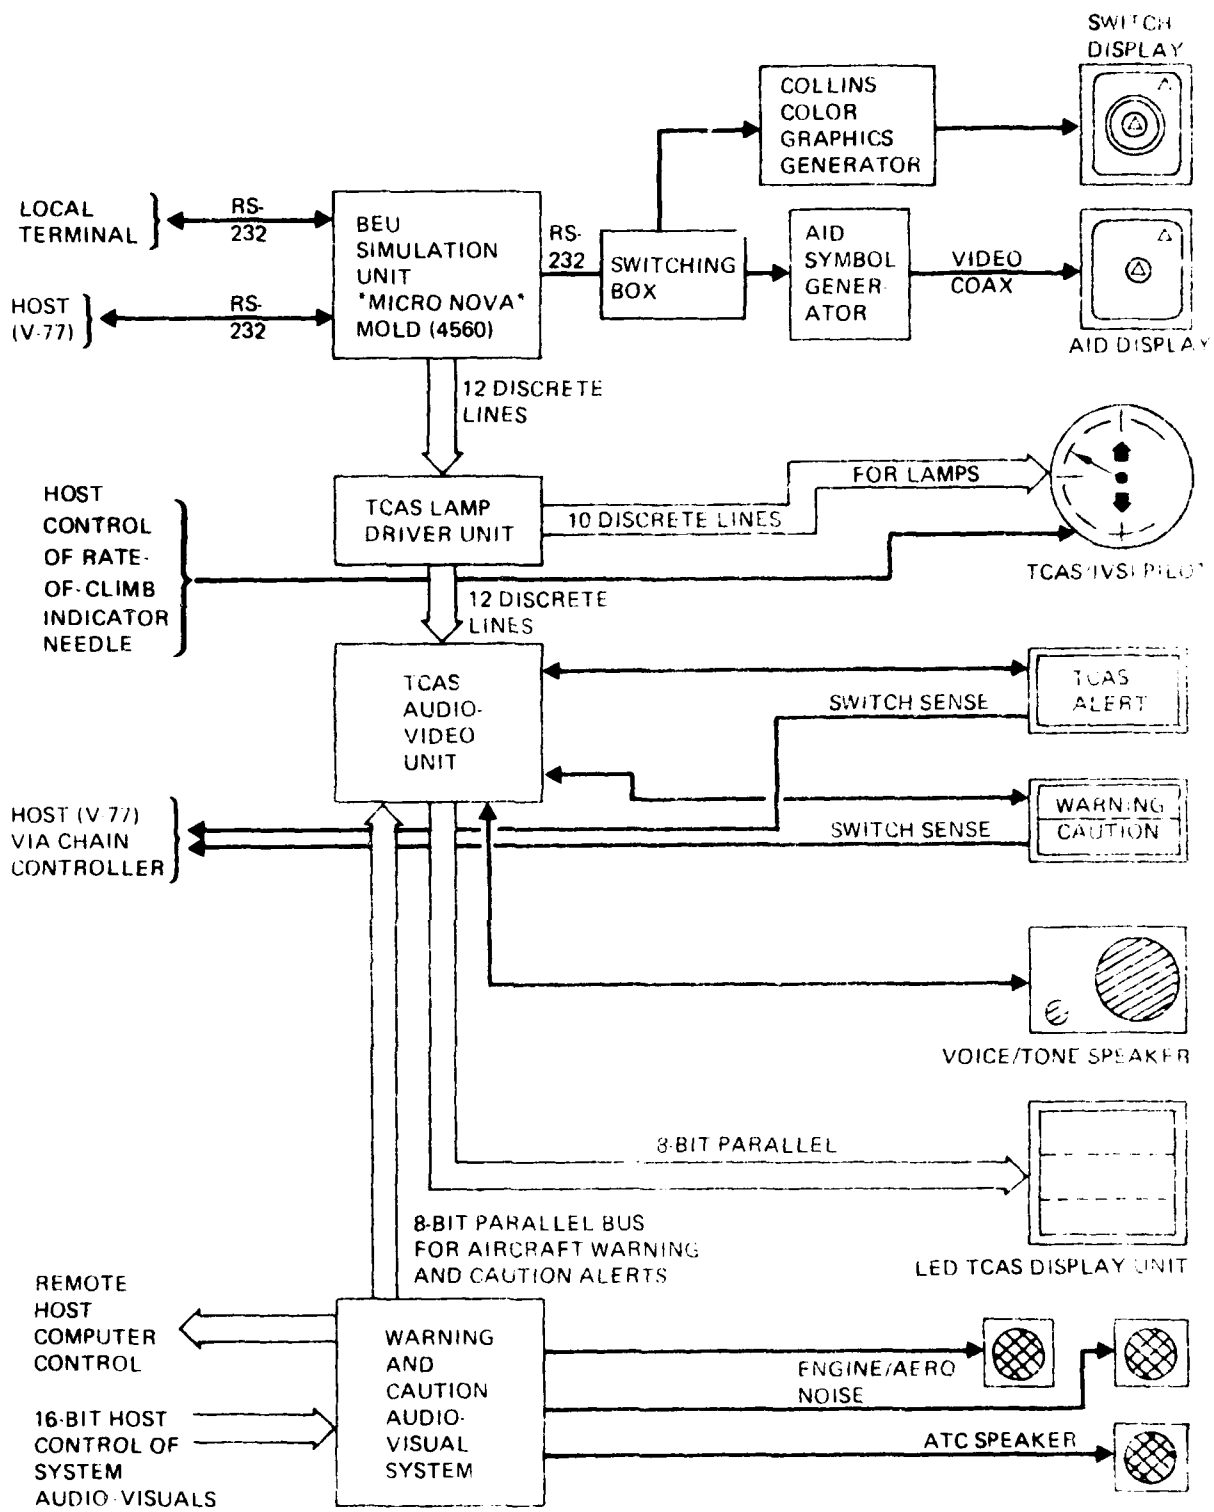 SWITCH
DISPLAY
COLLINS
COLOR
GRAPHICS
GENERATOR
LOCAL
TERMINAL
RS-
232
BEU
SIMULATION
UNIT
"MICRO NOVA"
MOLD (4560)
RS-
232
SWITCHING
BOX
AID
SYMBOL
GENER-
ATOR
VIDEO
COAX
HOST
(V-77)
RS-
232
AID DISPLAY
12 DISCRETE
LINES
HOST
CONTROL
OF RATE-
OF-CLIMB
INDICATOR
NEEDLE
TCAS LAMP
DRIVER UNIT
10 DISCRETE LINES
FOR LAMPS
TCAS/IVSI PILOT
12 DISCRETE
LINES
TCAS
AUDIO-
VIDEO
UNIT
TCAS
ALERT
SWITCH SENSE
WARNING
CAUTION
SWITCH SENSE
HOST (V-77)
VIA CHAIN
CONTROLLER
VOICE/TONE SPEAKER
8-BIT PARALLEL
LED TCAS DISPLAY UNIT
8-BIT PARALLEL BUS
FOR AIRCRAFT WARNING
AND CAUTION ALERTS
REMOTE
HOST
COMPUTER
CONTROL
WARNING
AND
CAUTION
AUDIO-
VISUAL
SYSTEM
ENGINE/AERO
NOISE
ATC SPEAKER
16-BIT HOST
CONTROL OF
SYSTEM
AUDIO-VISUALS